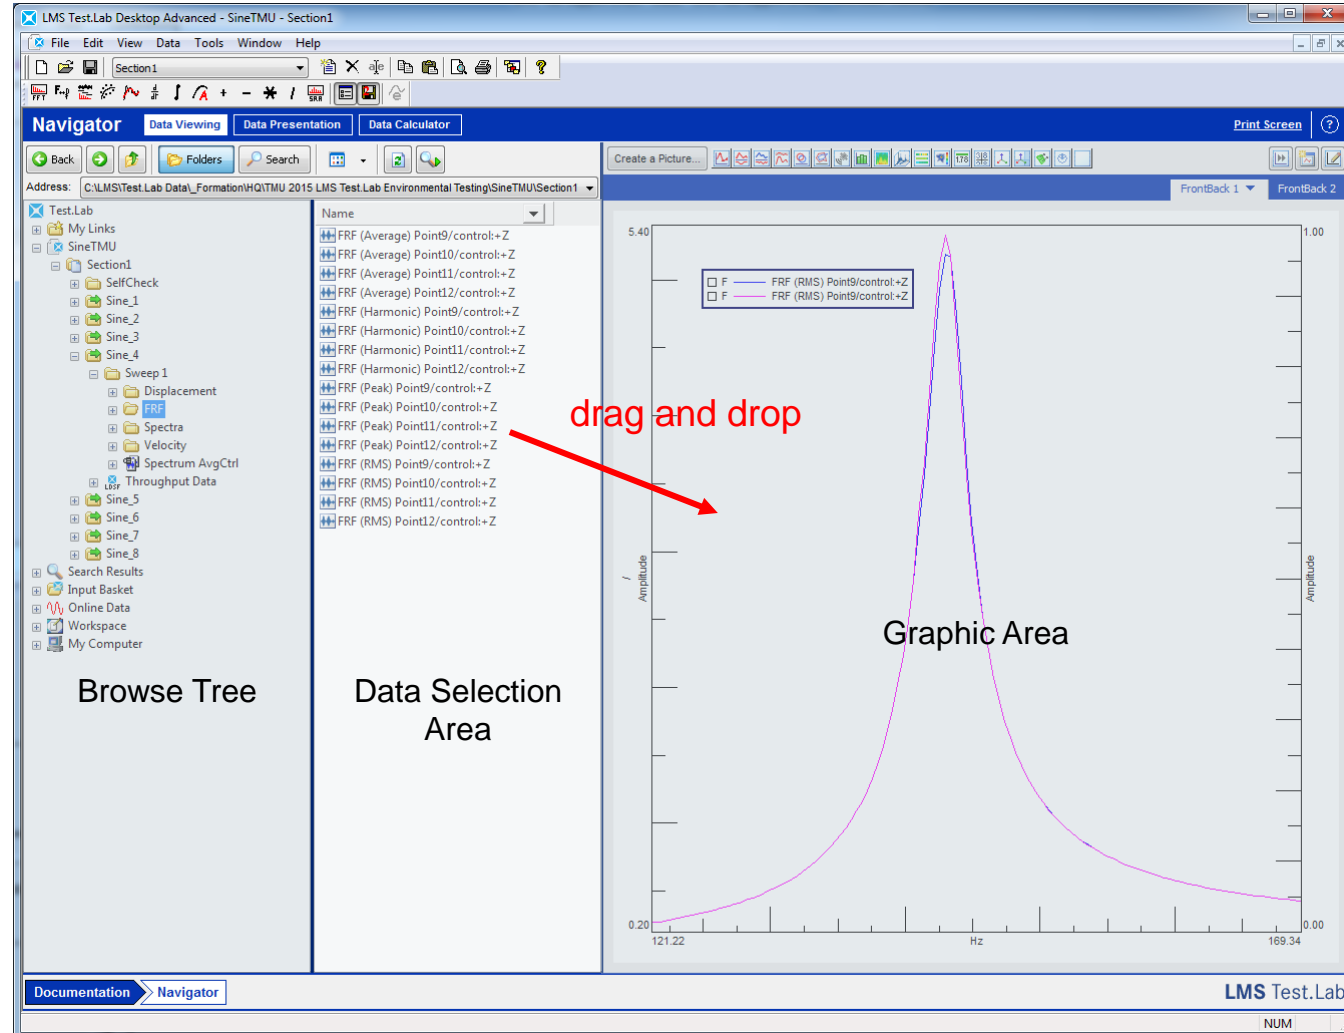 LMS Test.Lab Desktop Advanced - SineTMU - Section1
File Edit View Data Tools Window Help
Section1
Navigator Data Viewing Data Presentation Data Calculator Print Screen
Back Folders Search Create a Picture...
Address: C:\LMS\Test.Lab Data\_Formation\HQ\TMU 2015 LMS Test.Lab Environmental Testing\SineTMU\Section1
FrontBack 1 FrontBack 2
Test.Lab
My Links
SineTMU
Section1
SelfCheck
Sine_1
Sine_2
Sine_3
Sine_4
Sweep 1
Displacement
FRF
Spectra
Velocity
Spectrum AvgCtrl
Throughput Data
Sine_5
Sine_6
Sine_7
Sine_8
Search Results
Input Basket
Online Data
Workspace
My Computer
Browse Tree
Name
FRF (Average) Point9/control:+Z
FRF (Average) Point10/control:+Z
FRF (Average) Point11/control:+Z
FRF (Average) Point12/control:+Z
FRF (Harmonic) Point9/control:+Z
FRF (Harmonic) Point10/control:+Z
FRF (Harmonic) Point11/control:+Z
FRF (Harmonic) Point12/control:+Z
FRF (Peak) Point9/control:+Z
FRF (Peak) Point10/control:+Z
FRF (Peak) Point11/control:+Z
FRF (Peak) Point12/control:+Z
FRF (RMS) Point9/control:+Z
FRF (RMS) Point10/control:+Z
FRF (RMS) Point11/control:+Z
FRF (RMS) Point12/control:+Z
Data Selection
Area
drag and drop
5.40 1.00
F FRF (RMS) Point9/control:+Z
F FRF (RMS) Point9/control:+Z
/
Amplitude
Amplitude
Graphic Area
0.20 0.00
121.22 Hz 169.34
Documentation Navigator
LMS Test.Lab
NUM